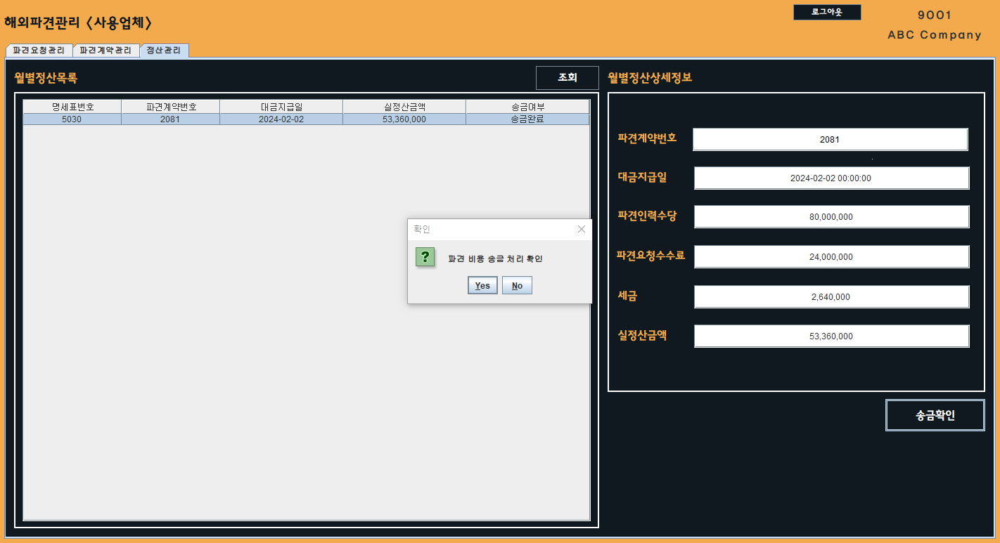 해외파견관리 〈사용업체〉
로그아웃
9001
ABC Company
파견요청관리 파견계약관리 정산관리
월별정산목록
조회
명세표번호 파견계약번호 대금지급일 실정산금액 송금여부
5030 2081 2024-02-02 53,360,000 송금완료
확인
?
파견 비용 송금 처리 확인
Yes No
월별정산상세정보
파견계약번호 2081
대금지급일 2024-02-02 00:00:00
파견인력수당 80,000,000
파견요청수수료 24,000,000
세금 2,640,000
실정산금액 53,360,000
송금확인